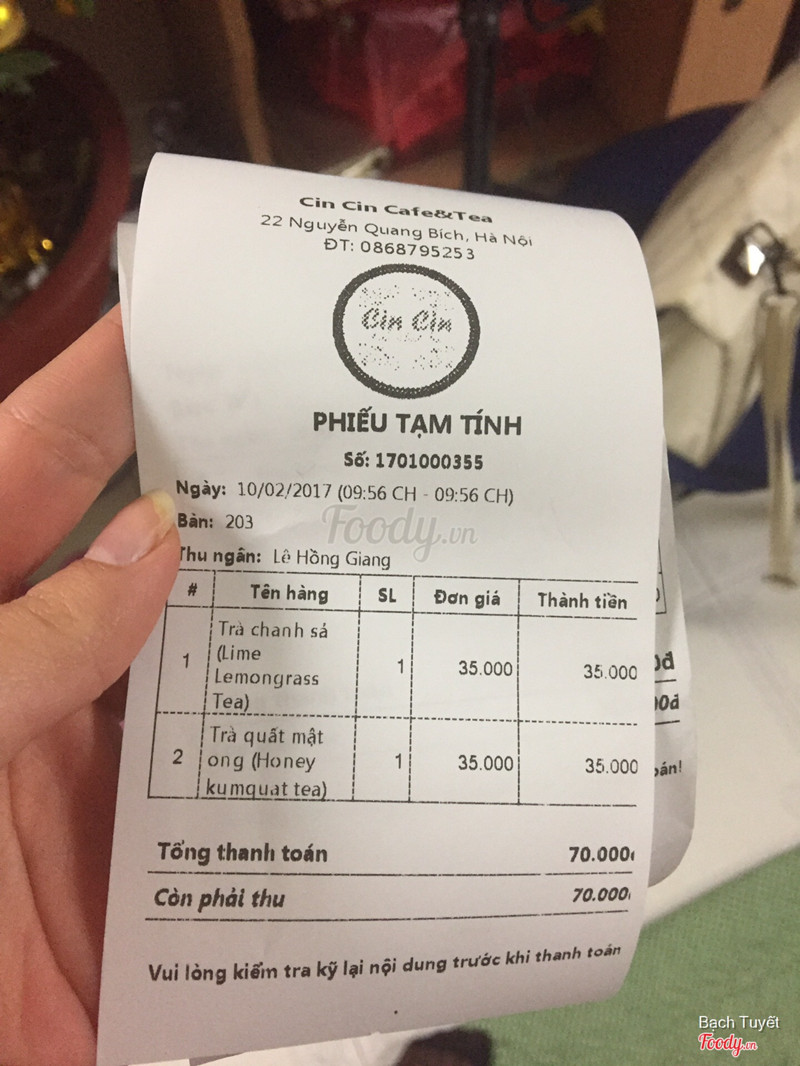 Cin Cin Cafe&Tea
22 Nguyễn Quang Bích, Hà Nội
ĐT: 0868795253
Cin Cin
PHIẾU TẠM TÍNH
Số: 1701000355
Ngày: 10/02/2017 (09:56 CH - 09:56 CH)
Foody.vn
Bàn: 203
Thu ngân: Lê Hồng Giang
# Tên hàng SL Đơn giá Thành tiền
1 Trà chanh sả (Lime Lemongrass Tea) 1 35.000 35.000
2 Trà quất mật ong (Honey kumquat tea) 1 35.000 35.000
Tổng thanh toán 70.000
Còn phải thu 70.000
Vui lòng kiểm tra kỹ lại nội dung trước khi thanh toán
Bạch Tuyết
Foody.vn